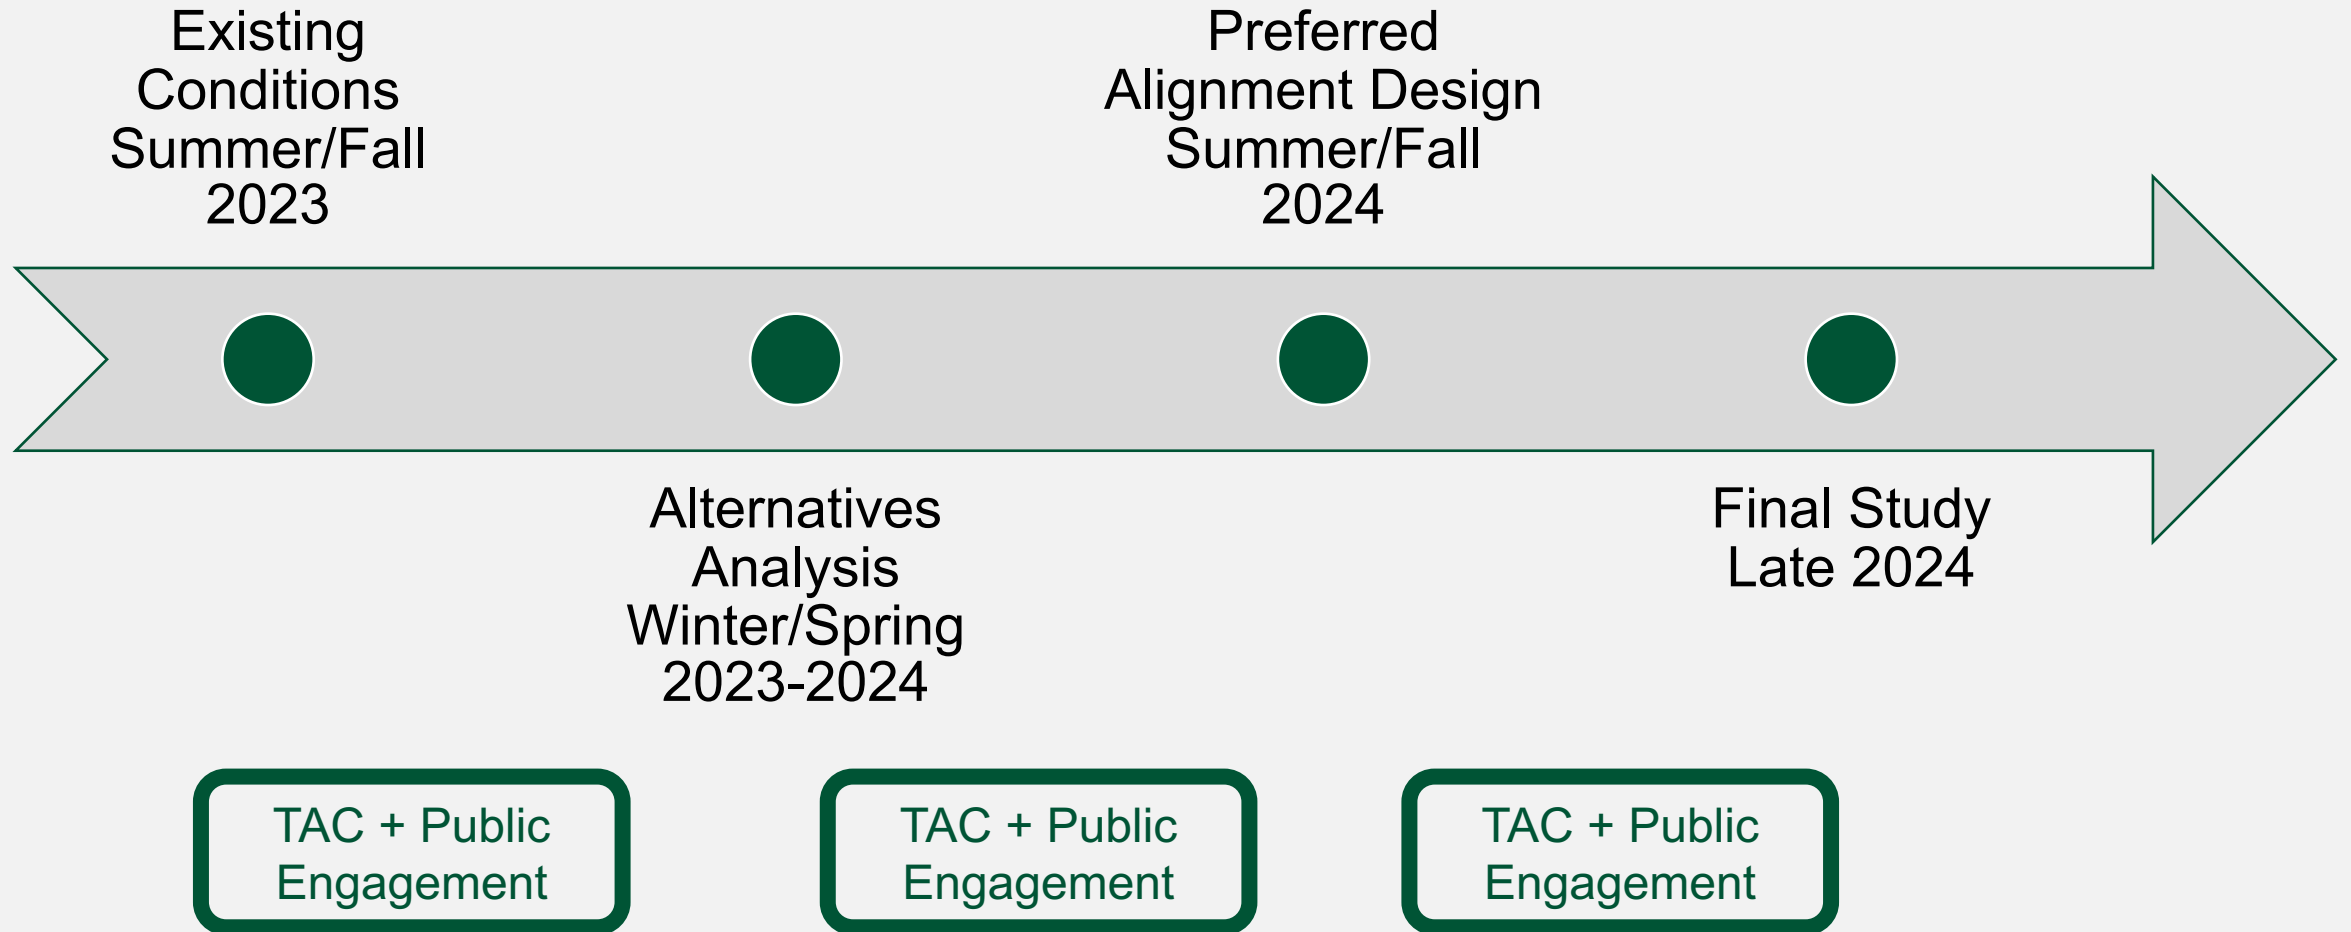 Existing
Conditions
Summer/Fall
2023
Preferred
Alignment Design
Summer/Fall
2024
Alternatives
Analysis
Winter/Spring
2023-2024
Final Study
Late 2024
TAC + Public
Engagement
TAC + Public
Engagement
TAC + Public
Engagement